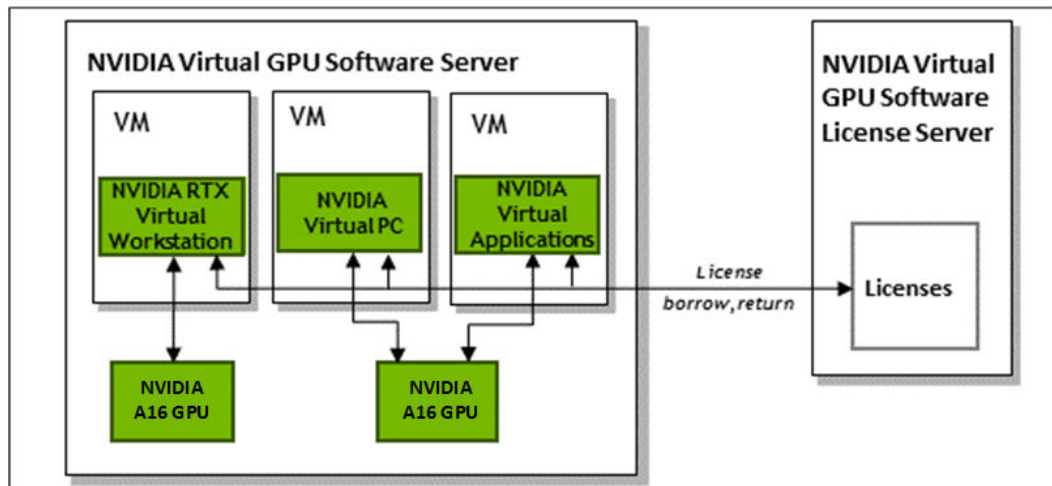 NVIDIA Virtual GPU Software Server
VM
NVIDIA RTX
Virtual
Workstation
VM
NVIDIA
Virtual PC
VM
NVIDIA
Virtual
Applications
NVIDIA
A16 GPU
NVIDIA
A16 GPU
License
borrow,return
NVIDIA Virtual
GPU Software
License Server
Licenses